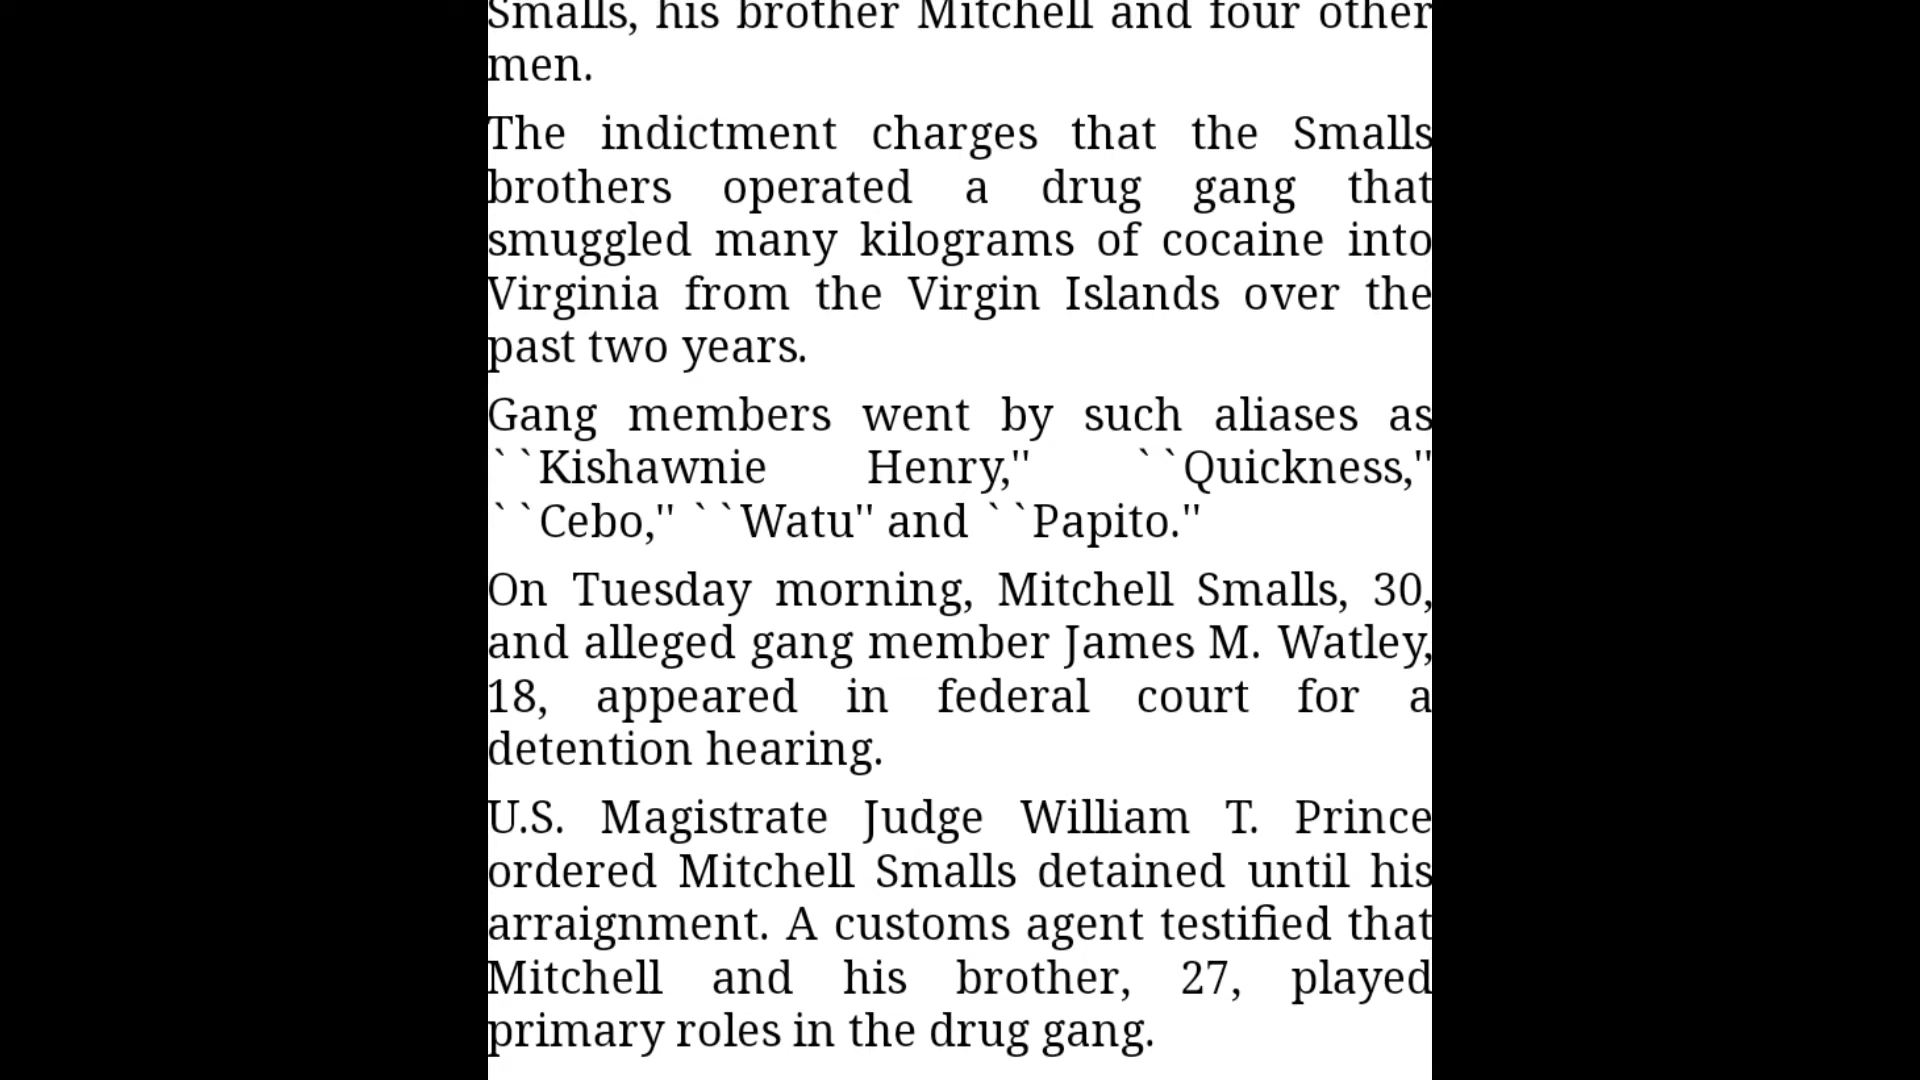 Smalls, his brother Mitchell and four other
men.
The indictment charges that the Smalls
brothers operated a drug gang that
smuggled many kilograms of cocaine into
Virginia from the Virgin Islands over the
past two years.
Gang members went by such aliases as
``Kishawnie Henry,'' ``Quickness,''
``Cebo,'' ``Watu'' and ``Papito.''
On Tuesday morning, Mitchell Smalls, 30,
and alleged gang member James M. Watley,
18, appeared in federal court for a
detention hearing.
U.S. Magistrate Judge William T. Prince
ordered Mitchell Smalls detained until his
arraignment. A customs agent testified that
Mitchell and his brother, 27, played
primary roles in the drug gang.